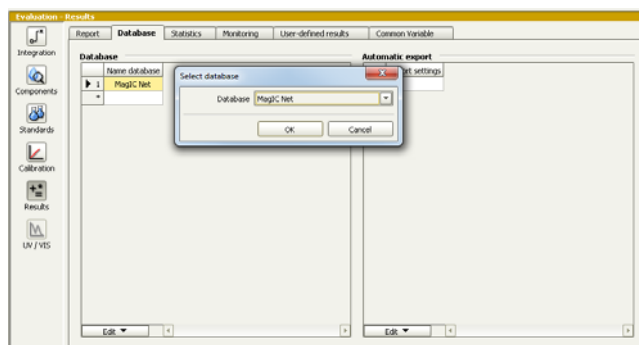 Evaluation - Results
Report Database Statistics Monitoring User-defined results Common Variable
Integration
Components
Standards
Calibration
Results
UV / VIS
Database
Name database
1 MagIC Net
*
Edit
Automatic export
rt settings
Edit
Select database
Database MagIC Net
OK Cancel